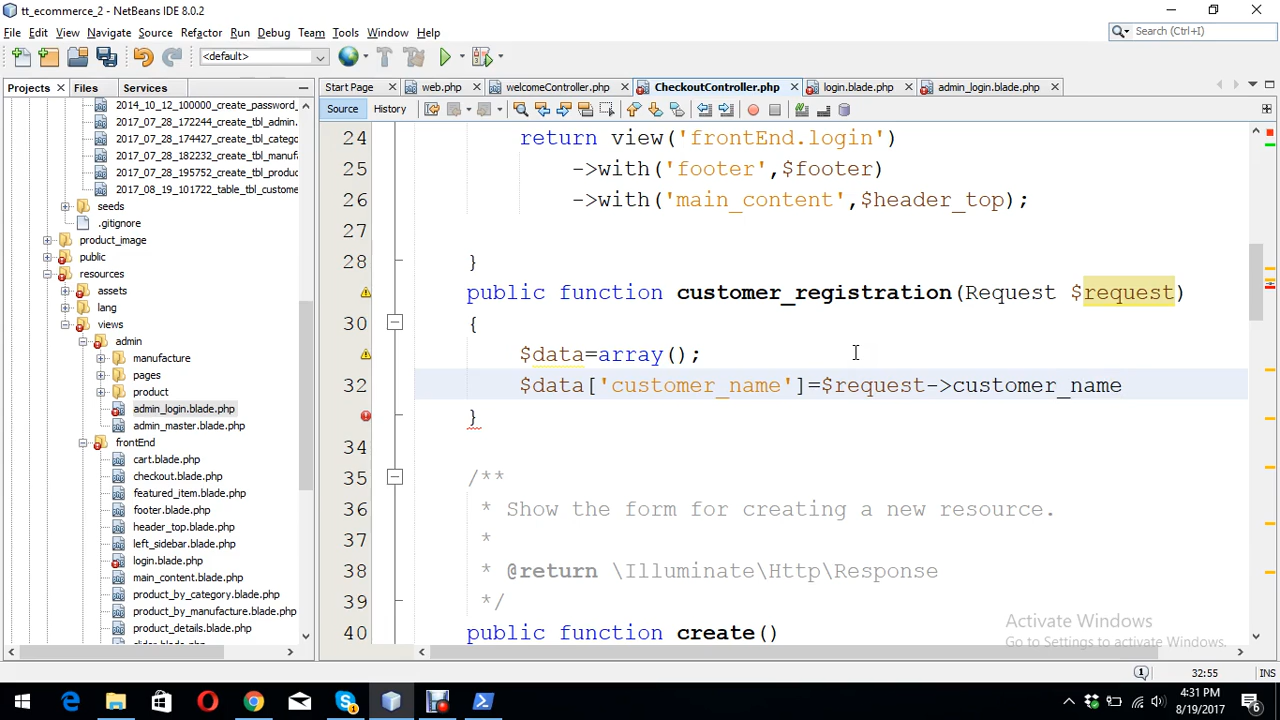 tt_ecommerce_2 - NetBeans IDE 8.0.2
File Edit View Navigate Source Refactor Run Debug Team Tools Window Help
Search (Ctrl+I)
<default>
Projects Files Services
Start Page web.php welcomeController.php CheckoutController.php login.blade.php admin_login.blade.php
Source History
2014_10_12_100000_create_password_
2017_07_28_172244_create_tbl_admin.
2017_07_28_174427_create_tbl_catego
2017_07_28_182232_create_tbl_manufa
2017_07_28_195752_create_tbl_produc
2017_08_19_101722_table_tbl_custome
seeds
.gitignore
product_image
public
resources
assets
lang
views
admin
manufacture
pages
product
admin_login.blade.php
admin_master.blade.php
frontEnd
cart.blade.php
checkout.blade.php
featured_item.blade.php
footer.blade.php
header_top.blade.php
left_sidebar.blade.php
login.blade.php
main_content.blade.php
product_by_category.blade.php
product_by_manufacture.blade.php
product_details.blade.php
24 return view('frontEnd.login')
25 ->with('footer',$footer)
26 ->with('main_content',$header_top);
27
28 }
public function customer_registration(Request $request)
30 {
$data=array();
32 $data['customer_name']=$request->customer_name
}
34
35 /**
36 * Show the form for creating a new resource.
37 *
38 * @return \Illuminate\Http\Response
39 */
40 public function create()
Activate Windows
Go to Settings to activate Windows.
1 32:55 INS
4:31 PM
8/19/2017
6